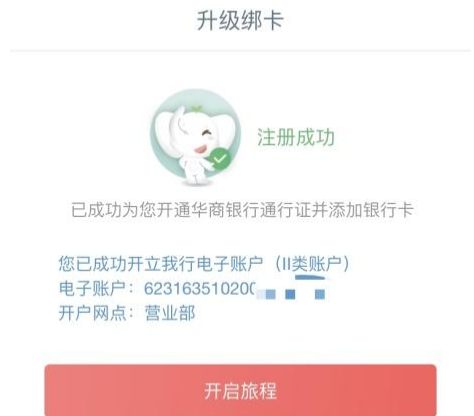 升级绑卡
注册成功
已成功为您开通华商银行通行证并添加银行卡
您已成功开立我行电子账户（II类账户）
电子账户：62316351020
开户网点：营业部
开启旅程